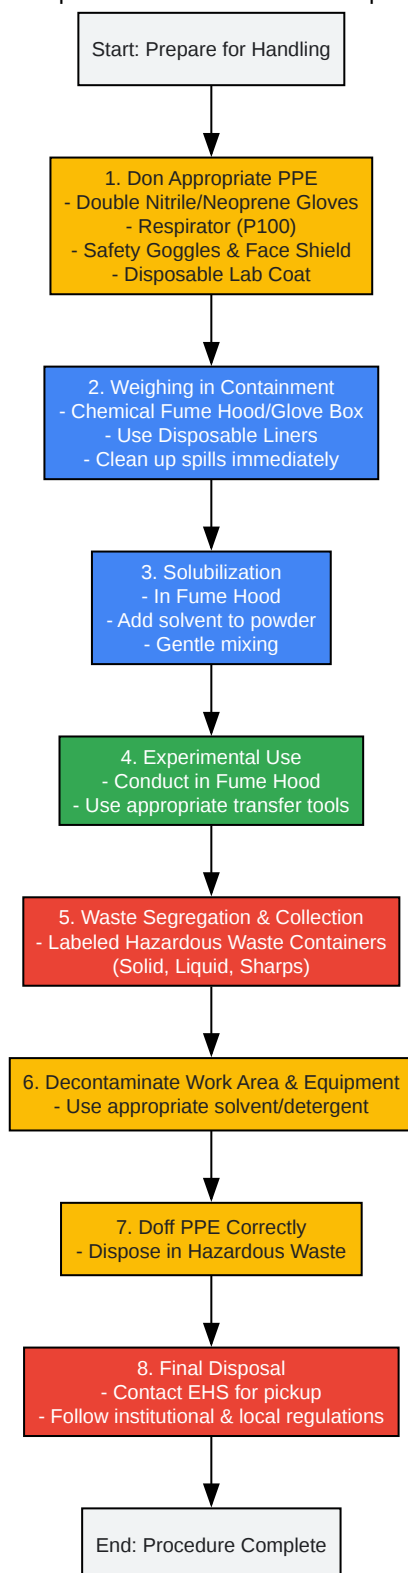 Start: Prepare for Handling
1. Don Appropriate PPE
- Double Nitrile/Neoprene Gloves
- Respirator (P100)
- Safety Goggles & Face Shield
- Disposable Lab Coat
2. Weighing in Containment
- Chemical Fume Hood/Glove Box
- Use Disposable Liners
- Clean up spills immediately
3. Solubilization
- In Fume Hood
- Add solvent to powder
- Gentle mixing
4. Experimental Use
- Conduct in Fume Hood
- Use appropriate transfer tools
5. Waste Segregation & Collection
- Labeled Hazardous Waste Containers
(Solid, Liquid, Sharps)
6. Decontaminate Work Area & Equipment
- Use appropriate solvent/detergent
7. Doff PPE Correctly
- Dispose in Hazardous Waste
8. Final Disposal
- Contact EHS for pickup
- Follow institutional & local regulations
End: Procedure Complete